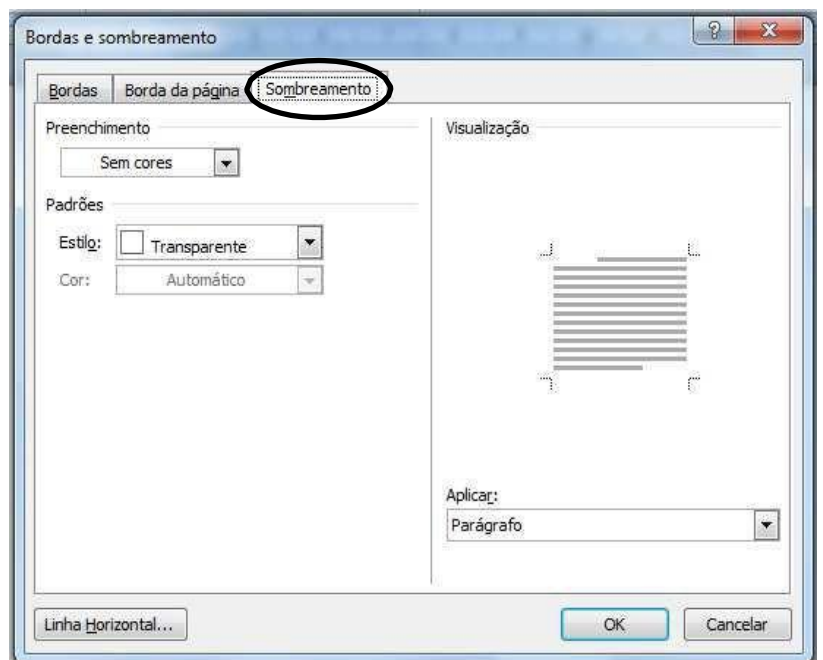 Bordas e sombreamento
Bordas Borda da página Sombreamento
Preenchimento
Sem cores
Padrões
Estilo: Transparente
Cor: Automático
Visualização
Aplicar:
Parágrafo
Linha Horizontal... OK Cancelar